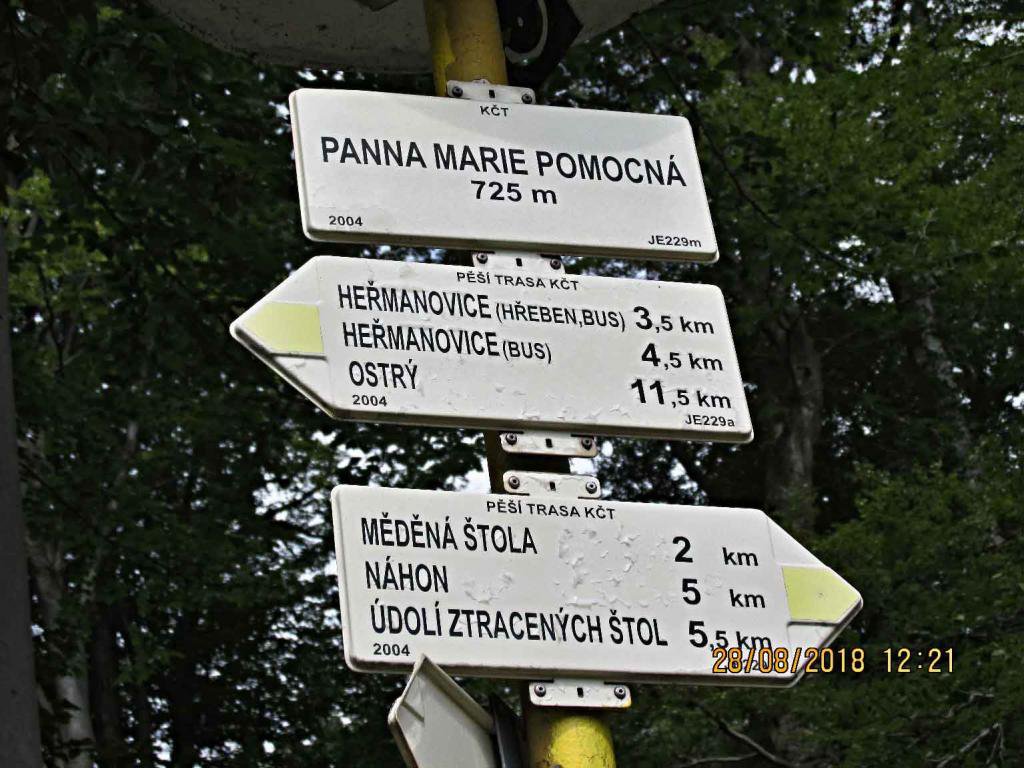 KČT
PANNA MARIE POMOCNÁ
725 m
2004 JE229m
PĚŠÍ TRASA KČT
HEŘMANOVICE (HŘEBEN,BUS) 3,5 km
HEŘMANOVICE (BUS) 4,5 km
OSTRÝ 11,5 km
2004 JE229a
PĚŠÍ TRASA KČT
MĚDĚNÁ ŠTOLA 2 km
NÁHON 5 km
ÚDOLÍ ZTRACENÝCH ŠTOL 5,5 km
2004
28/08/2018 12:21